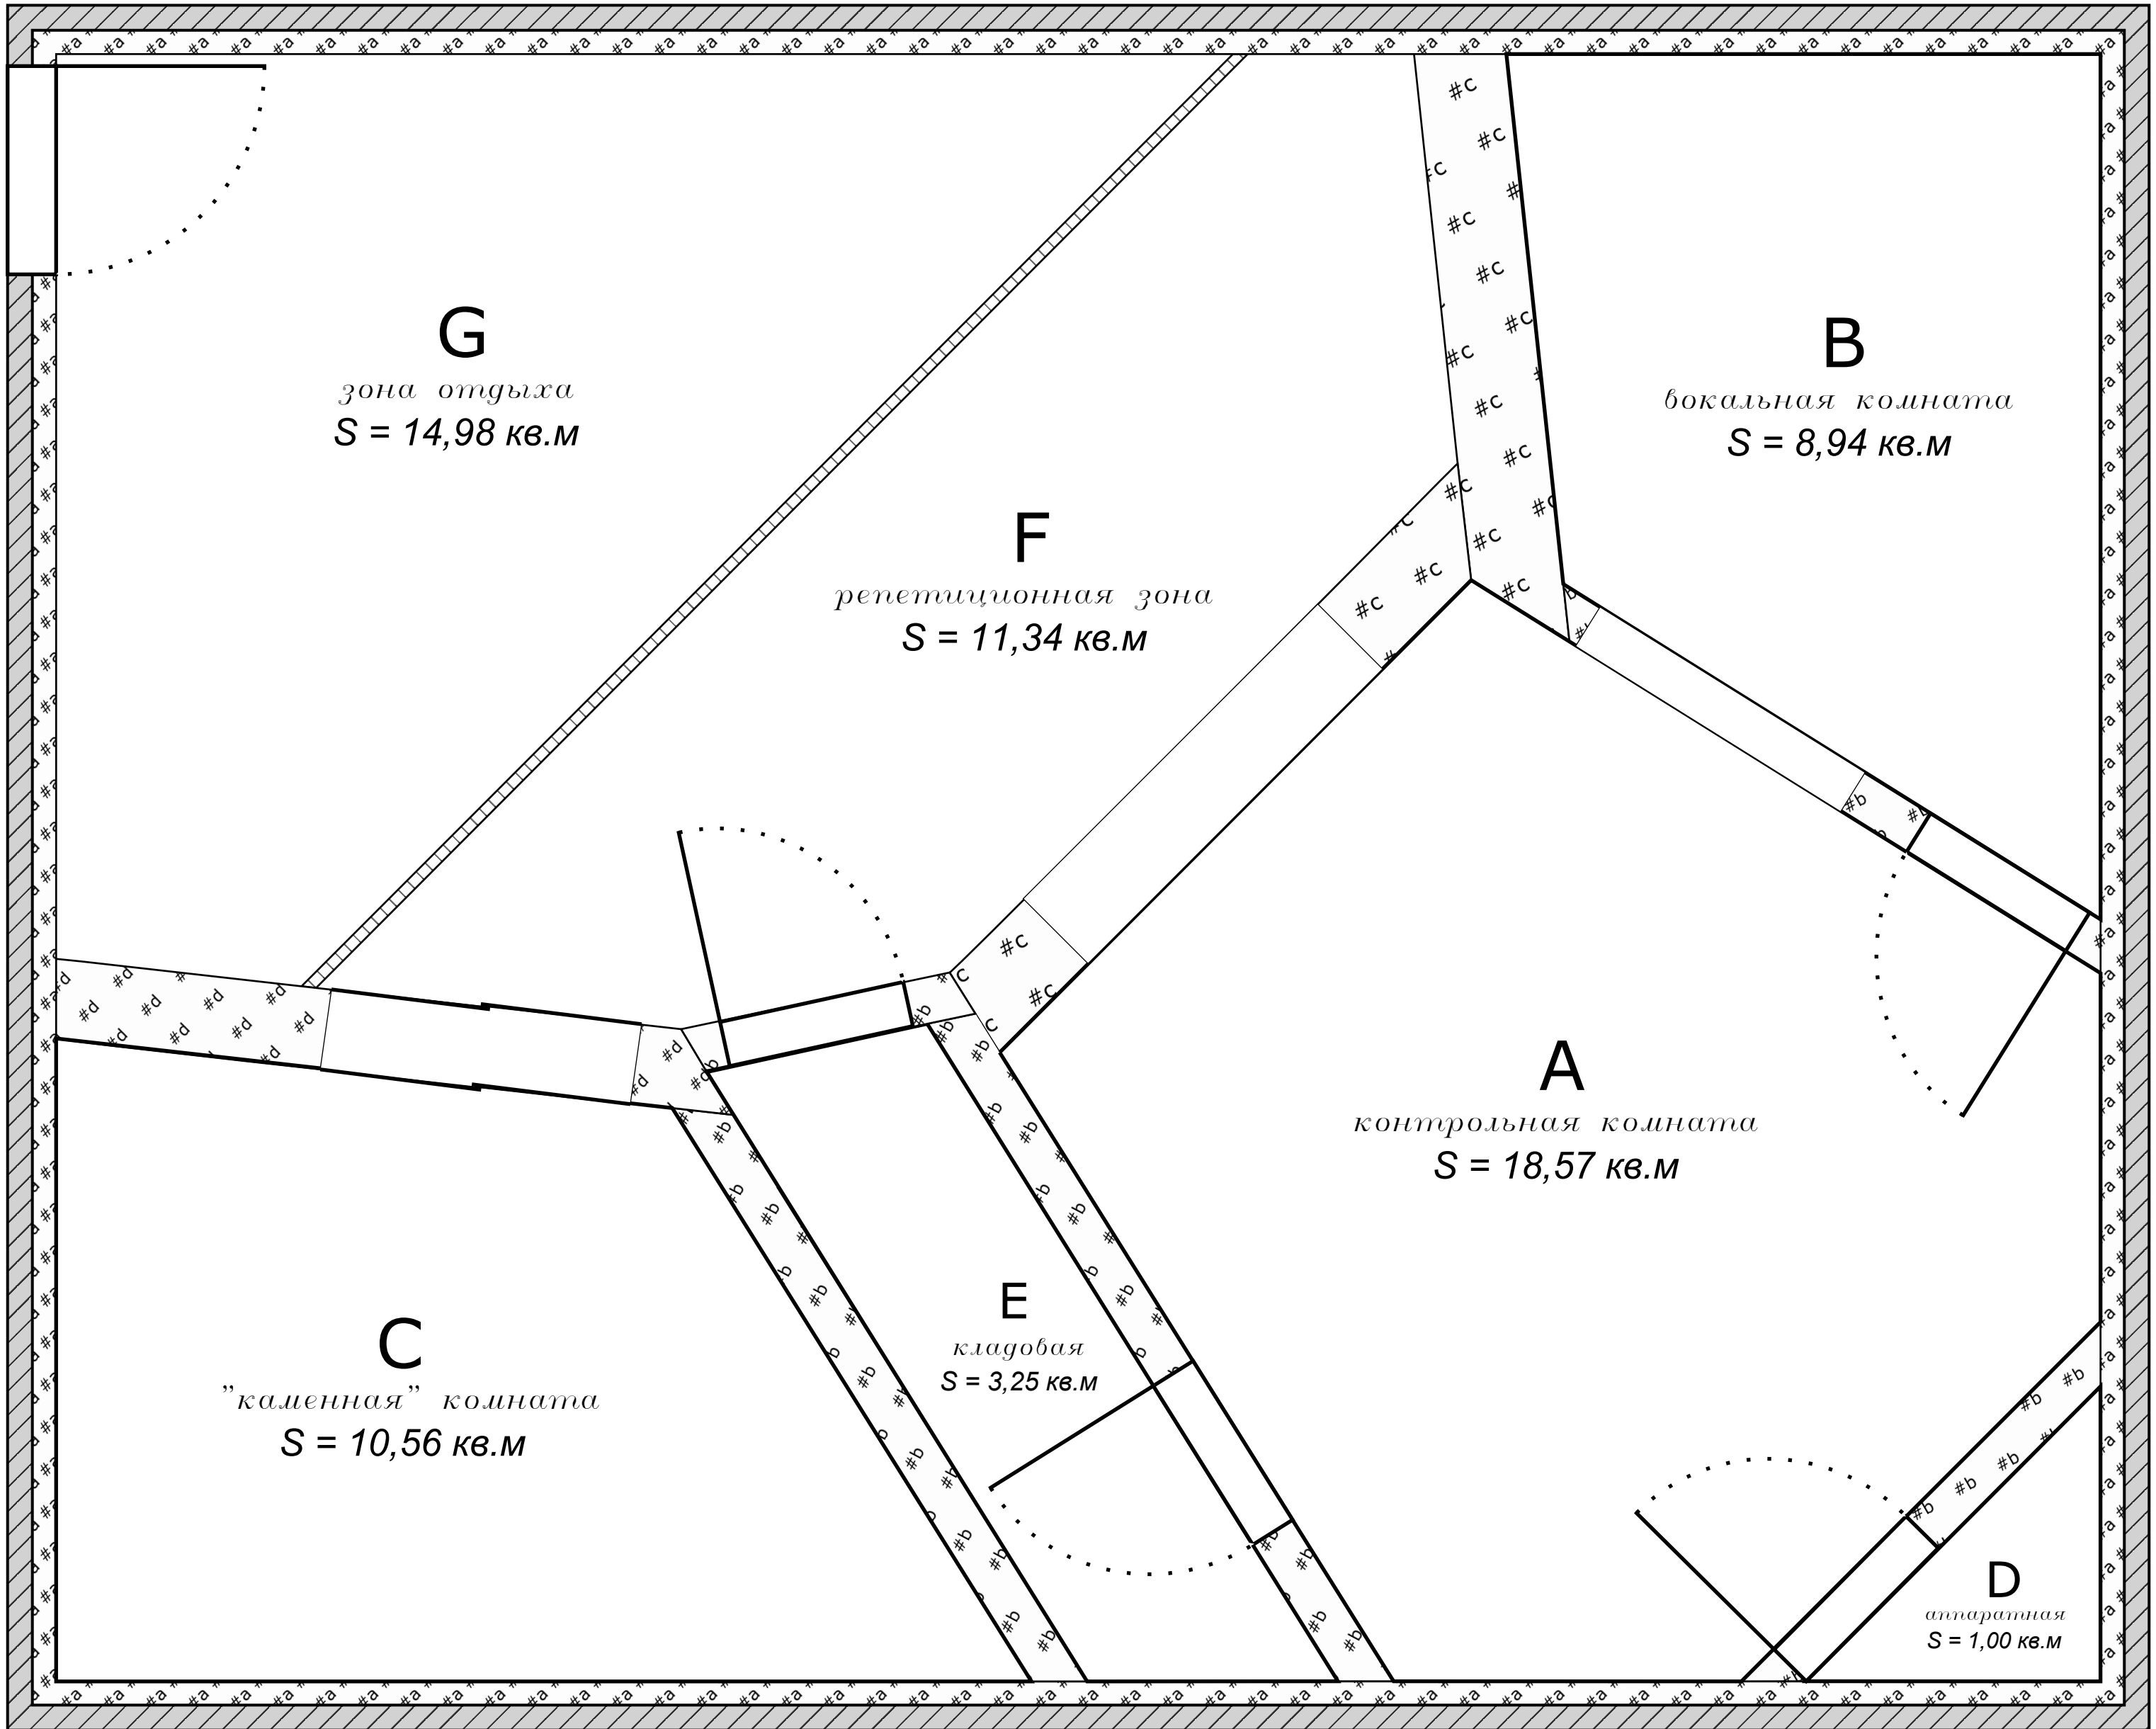 G
зона отдыха
S = 14,98 кв.м
B
вокальная комната
S = 8,94 кв.м
F
репетиционная зона
S = 11,34 кв.м
A
контрольная комната
S = 18,57 кв.м
E
кладовая
S = 3,25 кв.м
C
"каменная" комната
S = 10,56 кв.м
D
аппаратная
S = 1,00 кв.м